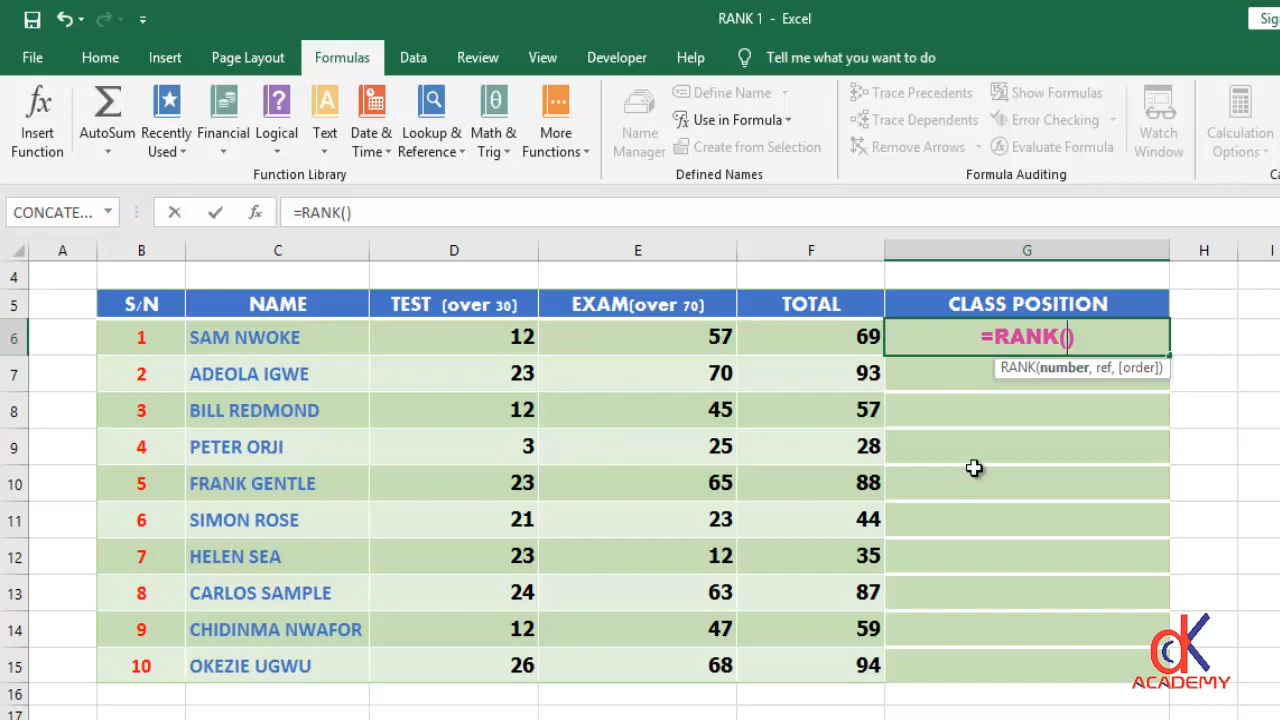 RANK 1 - Excel
Sig
File Home Insert Page Layout Formulas Data Review View Developer Help Tell me what you want to do
fx Σ A ? θ
Insert Function
AutoSum
Recently Used
Financial
Logical
Text
Date & Time
Lookup & Reference
Math & Trig
More Functions
Function Library
Name Manager
Define Name
Use in Formula
Create from Selection
Defined Names
Trace Precedents
Trace Dependents
Remove Arrows
Show Formulas
Error Checking
Evaluate Formula
Formula Auditing
Watch Window
Calculation Options
Ca
CONCATE... fx =RANK()
A B C D E F G H I
4
5 S/N NAME TEST (over 30) EXAM(over 70) TOTAL CLASS POSITION
6 1 SAM NWOKE 12 57 69 =RANK()
RANK(number, ref, [order])
7 2 ADEOLA IGWE 23 70 93
8 3 BILL REDMOND 12 45 57
9 4 PETER ORJI 3 25 28
10 5 FRANK GENTLE 23 65 88
11 6 SIMON ROSE 21 23 44
12 7 HELEN SEA 23 12 35
13 8 CARLOS SAMPLE 24 63 87
14 9 CHIDINMA NWAFOR 12 47 59
15 10 OKEZIE UGWU 26 68 94
16
17
dcK
ACADEMY